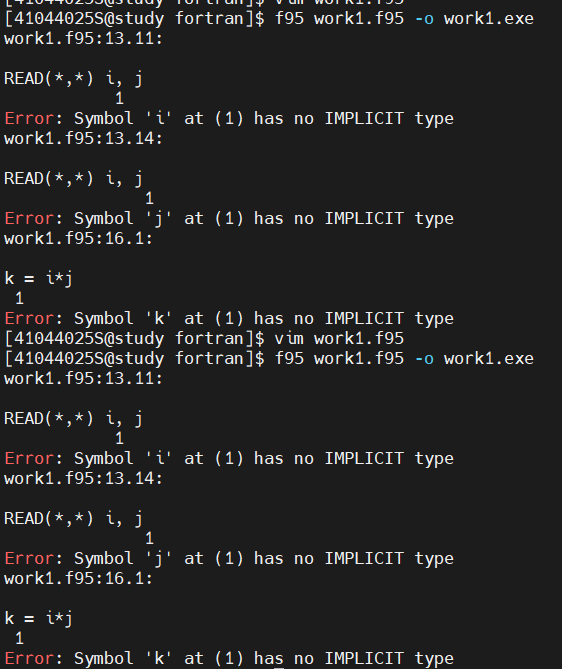 [41044025S@study fortran]$ vim work1.f95
[41044025S@study fortran]$ f95 work1.f95 -o work1.exe
work1.f95:13.11:
READ(*,*) i, j
1
Error: Symbol 'i' at (1) has no IMPLICIT type
work1.f95:13.14:
READ(*,*) i, j
1
Error: Symbol 'j' at (1) has no IMPLICIT type
work1.f95:16.1:
k = i*j
1
Error: Symbol 'k' at (1) has no IMPLICIT type
[41044025S@study fortran]$ vim work1.f95
[41044025S@study fortran]$ f95 work1.f95 -o work1.exe
work1.f95:13.11:
READ(*,*) i, j
1
Error: Symbol 'i' at (1) has no IMPLICIT type
work1.f95:13.14:
READ(*,*) i, j
1
Error: Symbol 'j' at (1) has no IMPLICIT type
work1.f95:16.1:
k = i*j
1
Error: Symbol 'k' at (1) has no IMPLICIT type